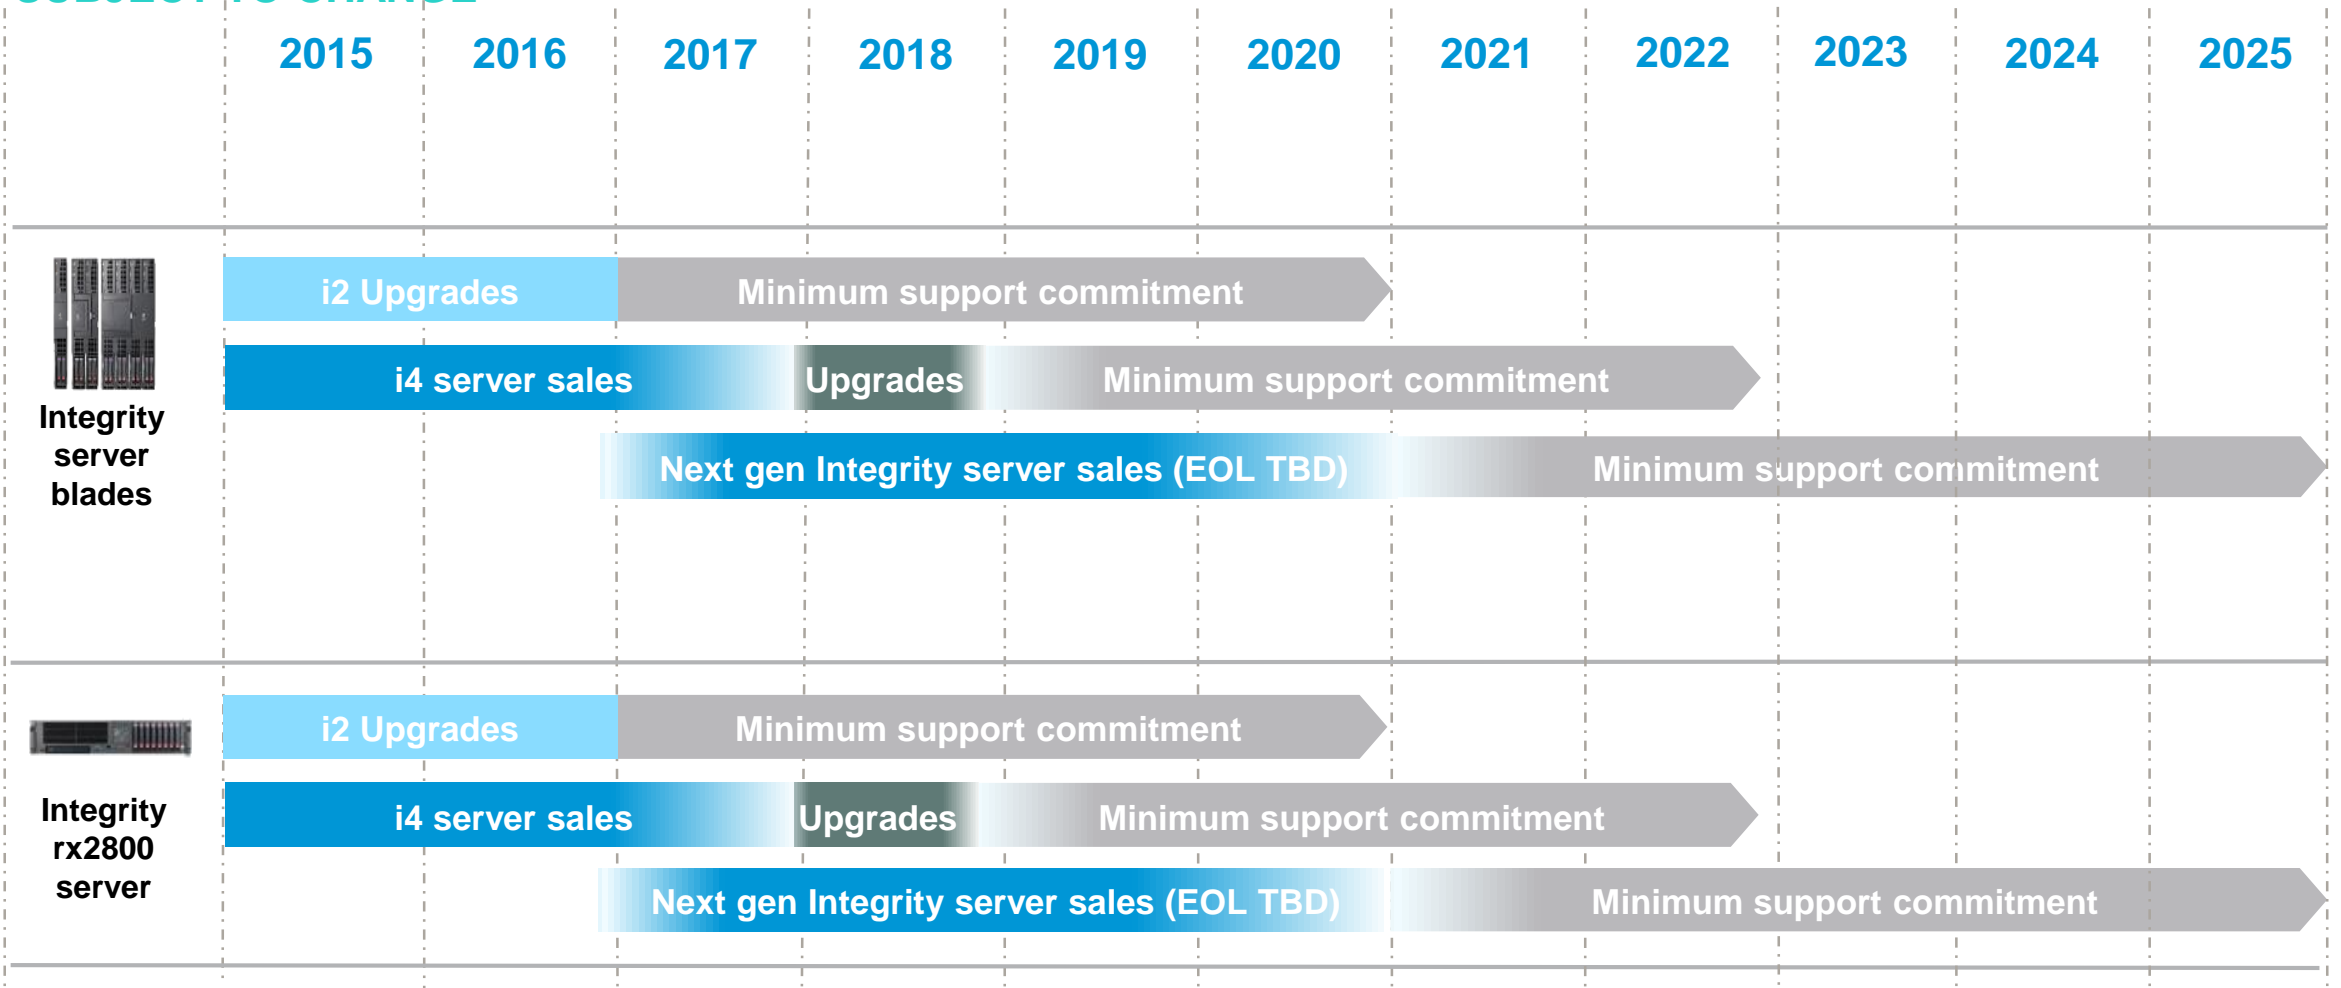 SUBJECT TO CHANGE
2015 2016 2017 2018 2019 2020 2021 2022 2023 2024 2025
i2 Upgrades Minimum support commitment
i4 server sales Upgrades Minimum support commitment
Integrity
server
blades
Next gen Integrity server sales (EOL TBD) Minimum support commitment
i2 Upgrades Minimum support commitment
i4 server sales Upgrades Minimum support commitment
Integrity
rx2800
server
Next gen Integrity server sales (EOL TBD) Minimum support commitment